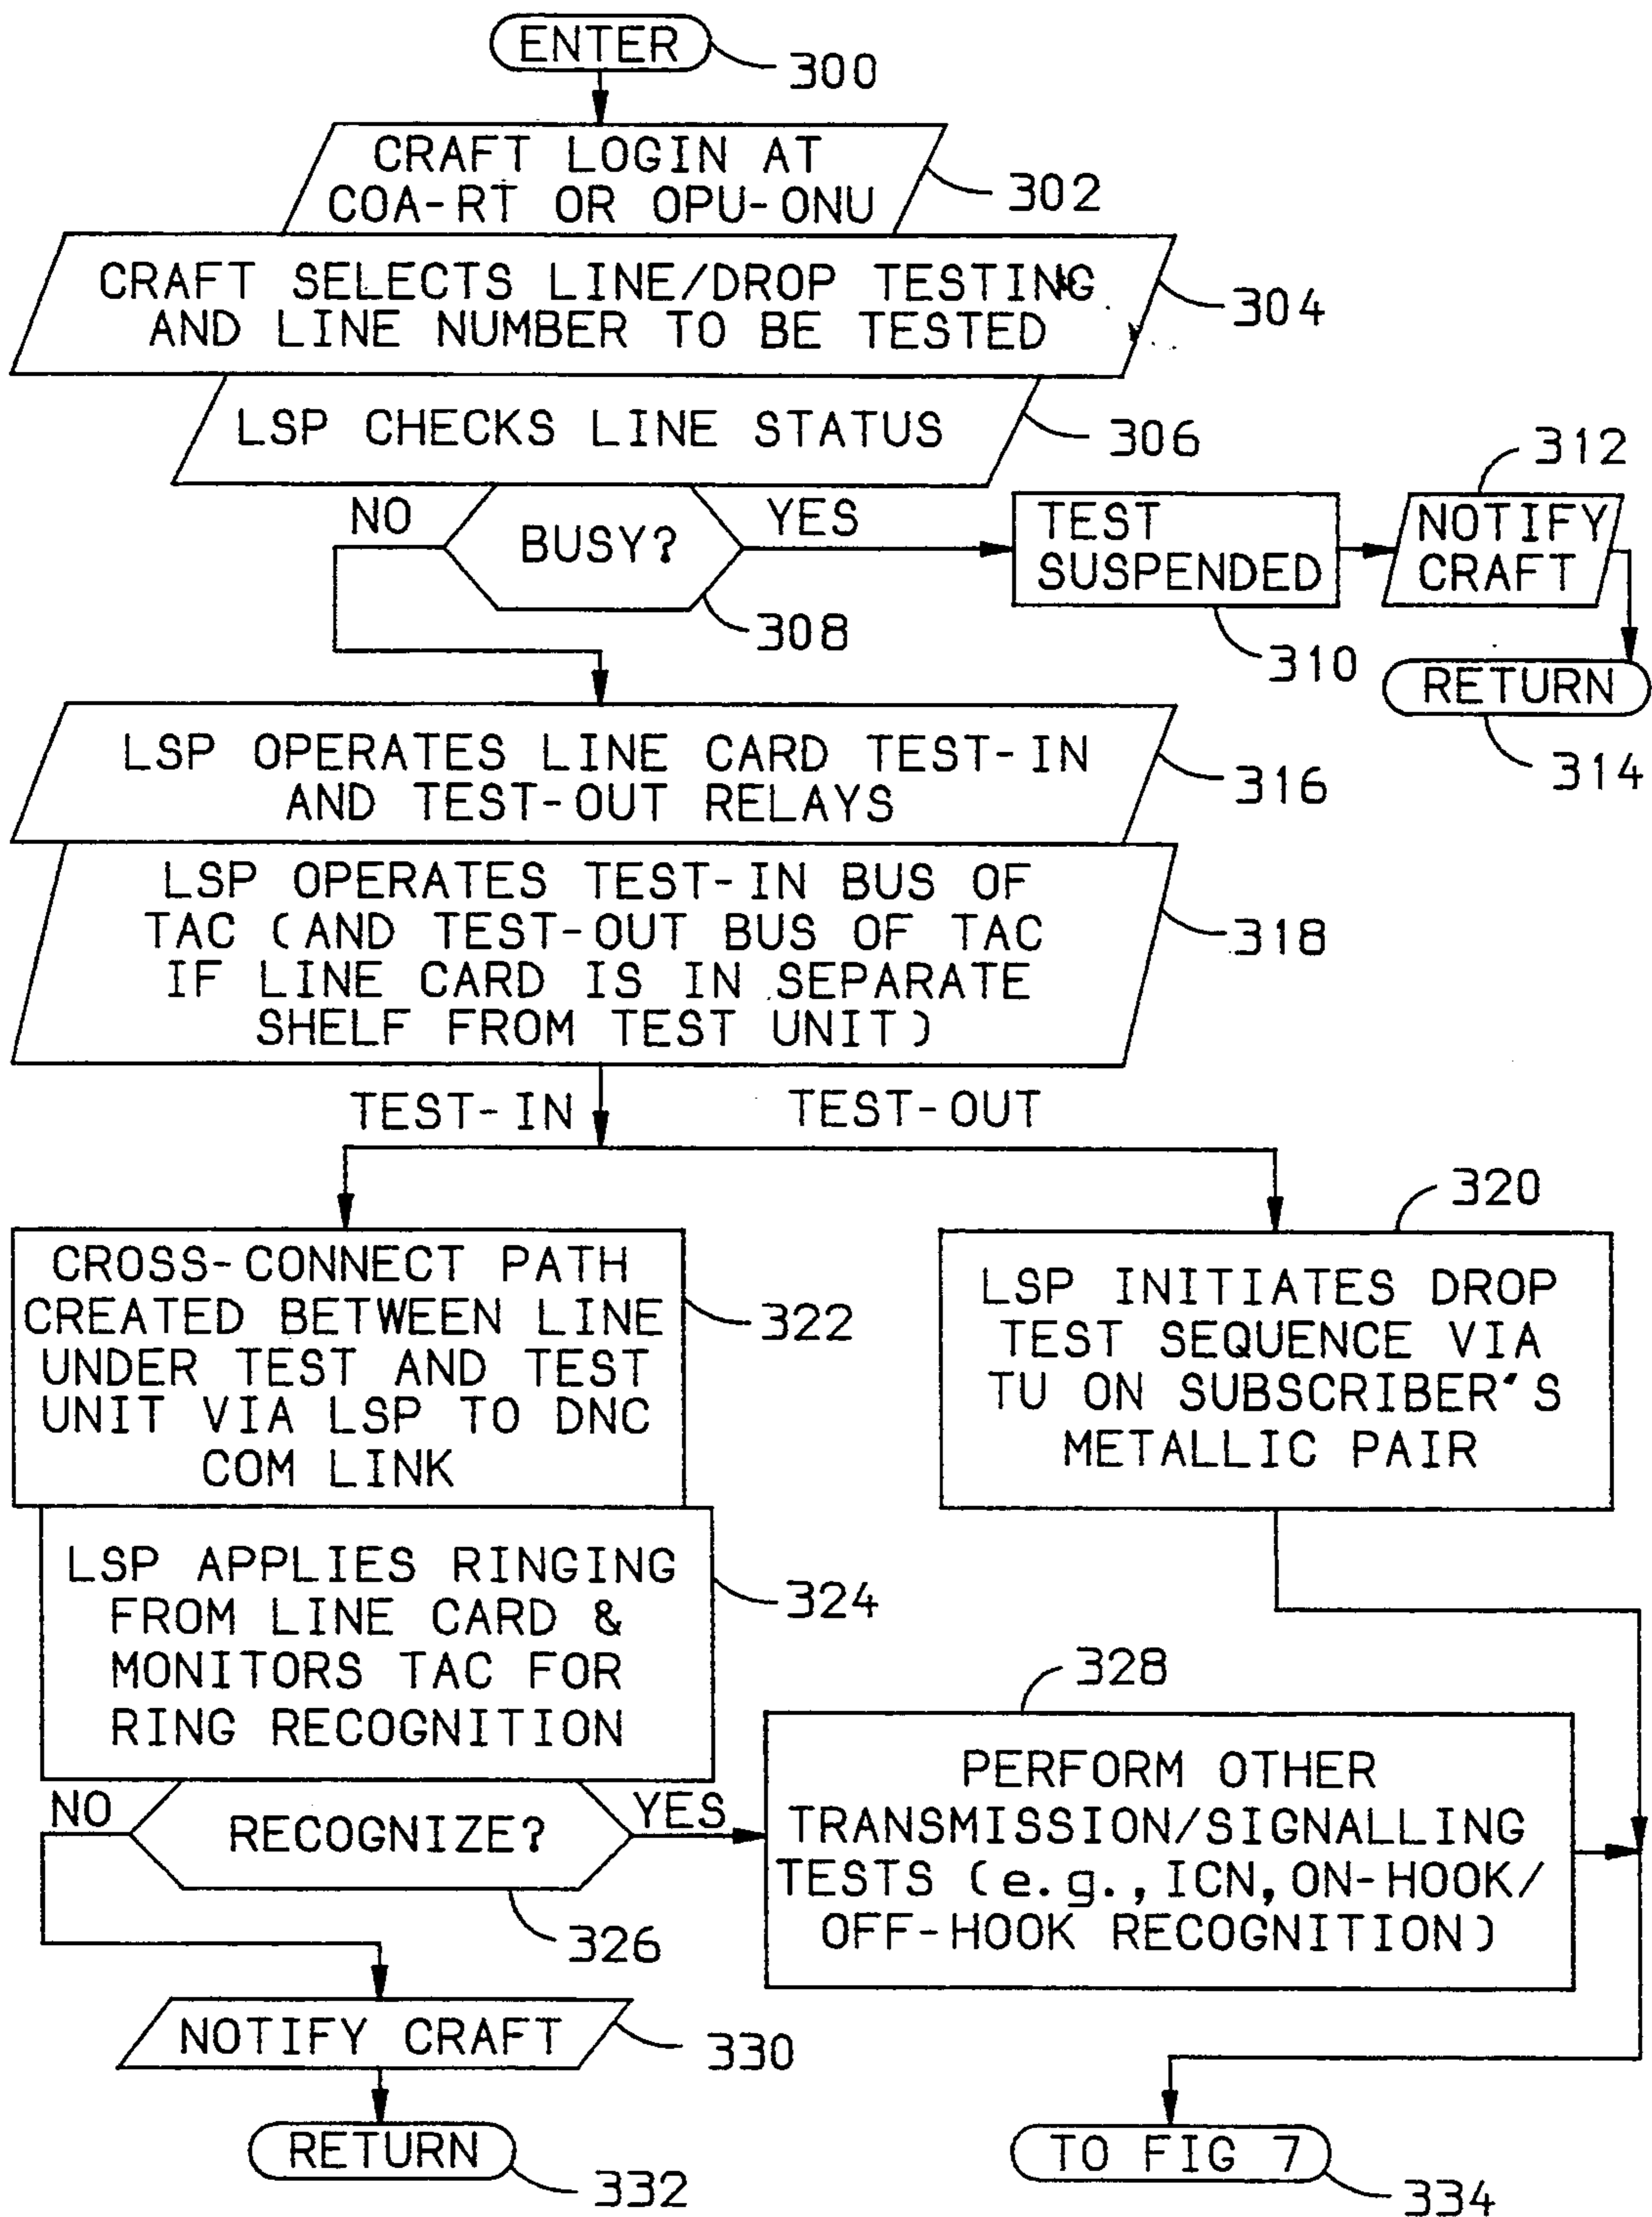 ENTER
300
CRAFT LOGIN AT
COA-RT OR OPU-ONU
302
CRAFT SELECTS LINE/DROP TESTING
AND LINE NUMBER TO BE TESTED
304
LSP CHECKS LINE STATUS
306
NO
BUSY?
YES
308
TEST
SUSPENDED
310
312
NOTIFY
CRAFT
RETURN
314
LSP OPERATES LINE CARD TEST-IN
AND TEST-OUT RELAYS
316
LSP OPERATES TEST-IN BUS OF
TAC (AND TEST-OUT BUS OF TAC
IF LINE CARD IS IN SEPARATE
SHELF FROM TEST UNIT)
318
TEST-IN
TEST-OUT
320
CROSS-CONNECT PATH
CREATED BETWEEN LINE
UNDER TEST AND TEST
UNIT VIA LSP TO DNC
COM LINK
322
LSP INITIATES DROP
TEST SEQUENCE VIA
TU ON SUBSCRIBER'S
METALLIC PAIR
LSP APPLIES RINGING
FROM LINE CARD &
MONITORS TAC FOR
RING RECOGNITION
324
328
NO
RECOGNIZE?
YES
326
PERFORM OTHER
TRANSMISSION/SIGNALLING
TESTS (e.g., ICN, ON-HOOK/
OFF-HOOK RECOGNITION)
NOTIFY CRAFT
330
RETURN
332
TO FIG 7
334